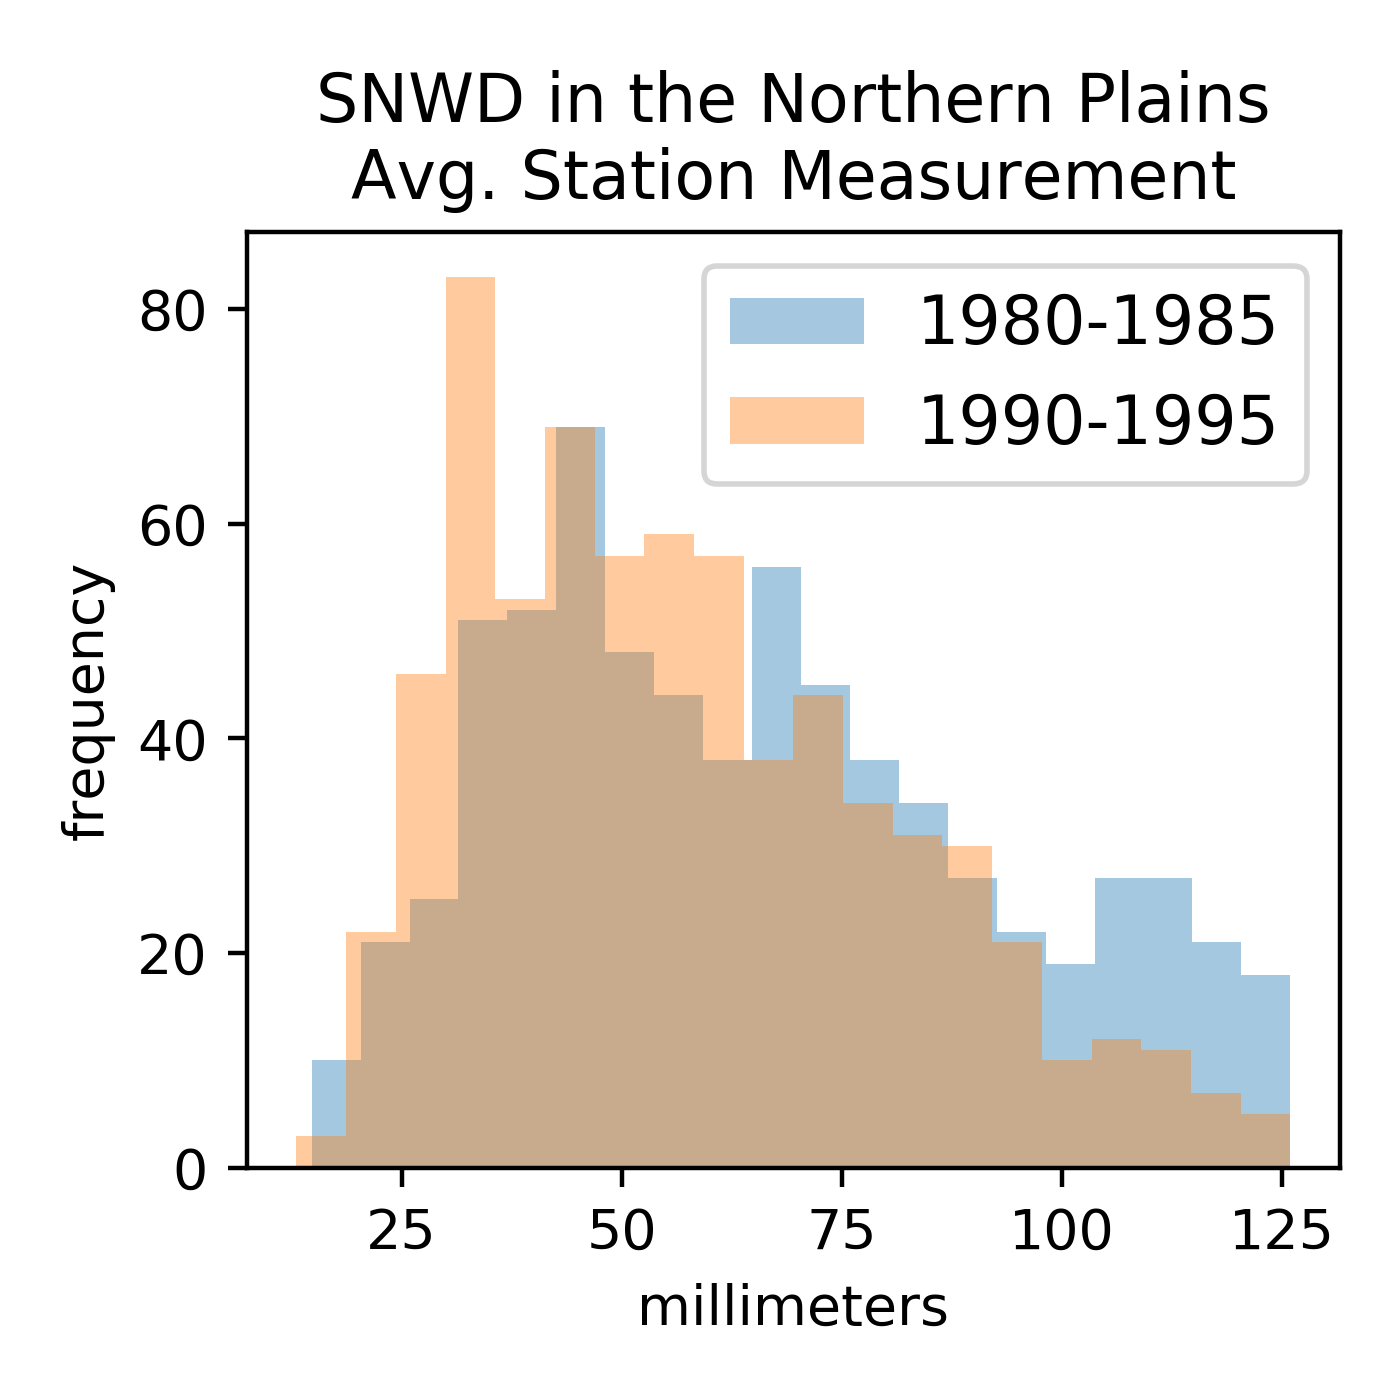 SNWD in the Northern Plains
Avg. Station Measurement
1980-1985
1990-1995
80
60
40
20
0
frequency
25 50 75 100 125
millimeters